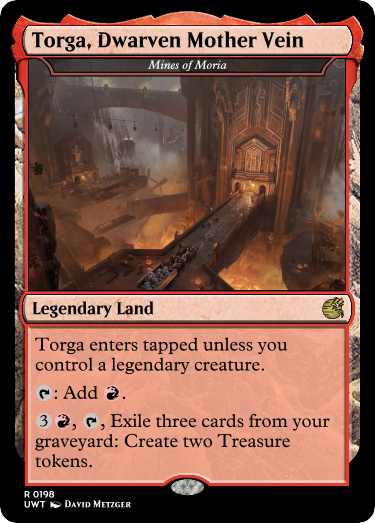 Torga, Dwarven Mother Vein
Mines of Moria
Legendary Land
Torga enters tapped unless you
control a legendary creature.
: Add .
3 , , Exile three cards from your
graveyard: Create two Treasure
tokens.
R 0198
UWT DAVID METZGER